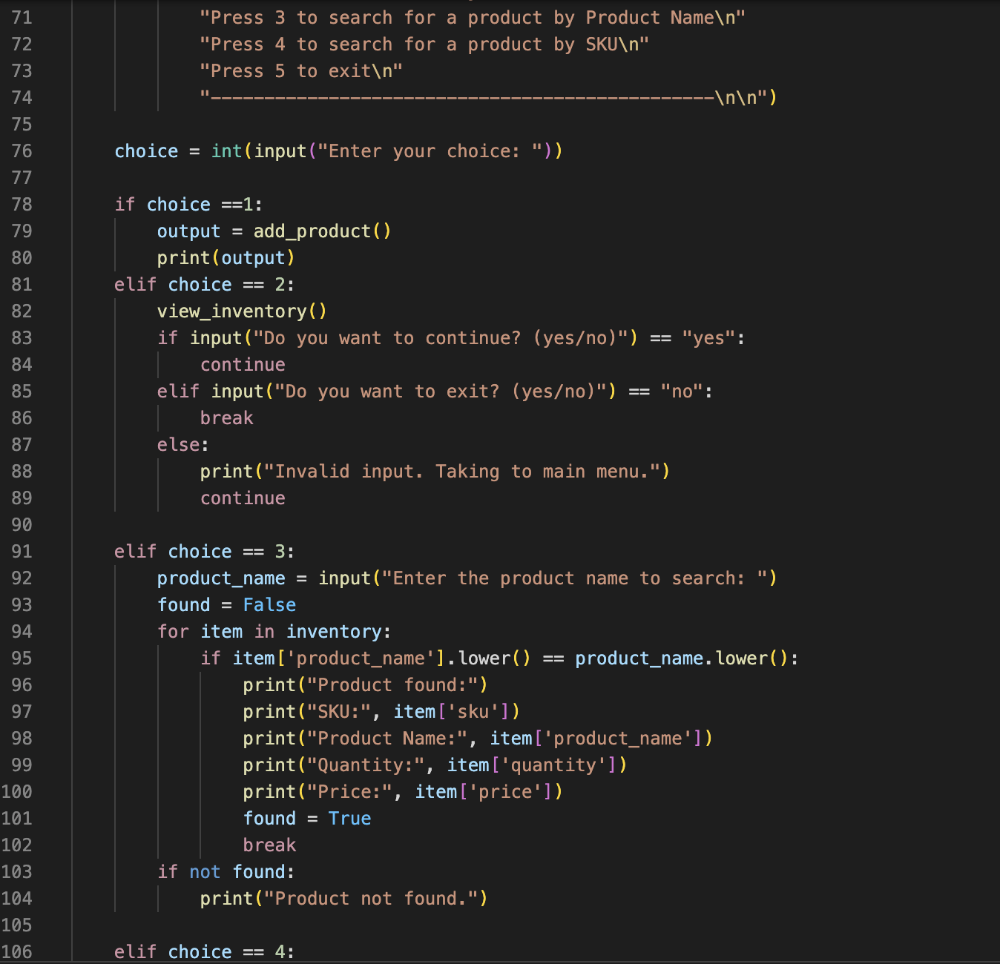 71 "Press 3 to search for a product by Product Name\n"
72 "Press 4 to search for a product by SKU\n"
73 "Press 5 to exit\n"
74 "-----------------------------------------------\n\n")
75
76 choice = int(input("Enter your choice: "))
77
78 if choice ==1:
79 output = add_product()
80 print(output)
81 elif choice == 2:
82 view_inventory()
83 if input("Do you want to continue? (yes/no)") == "yes":
84 continue
85 elif input("Do you want to exit? (yes/no)") == "no":
86 break
87 else:
88 print("Invalid input. Taking to main menu.")
89 continue
90
91 elif choice == 3:
92 product_name = input("Enter the product name to search: ")
93 found = False
94 for item in inventory:
95 if item['product_name'].lower() == product_name.lower():
96 print("Product found:")
97 print("SKU:", item['sku'])
98 print("Product Name:", item['product_name'])
99 print("Quantity:", item['quantity'])
100 print("Price:", item['price'])
101 found = True
102 break
103 if not found:
104 print("Product not found.")
105
106 elif choice == 4: